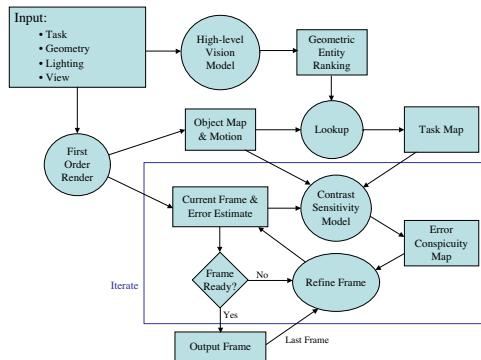 Input:
• Task
• Geometry
• Lighting
• View
High-level
Vision
Model
Geometric
Entity
Ranking
First
Order
Render
Object Map
& Motion
Lookup
Task Map
Current Frame &
Error Estimate
Contrast
Sensitivity
Model
Error
Conspicuity
Map
Frame
Ready?
No
Refine Frame
Iterate
Yes
Output Frame
Last Frame